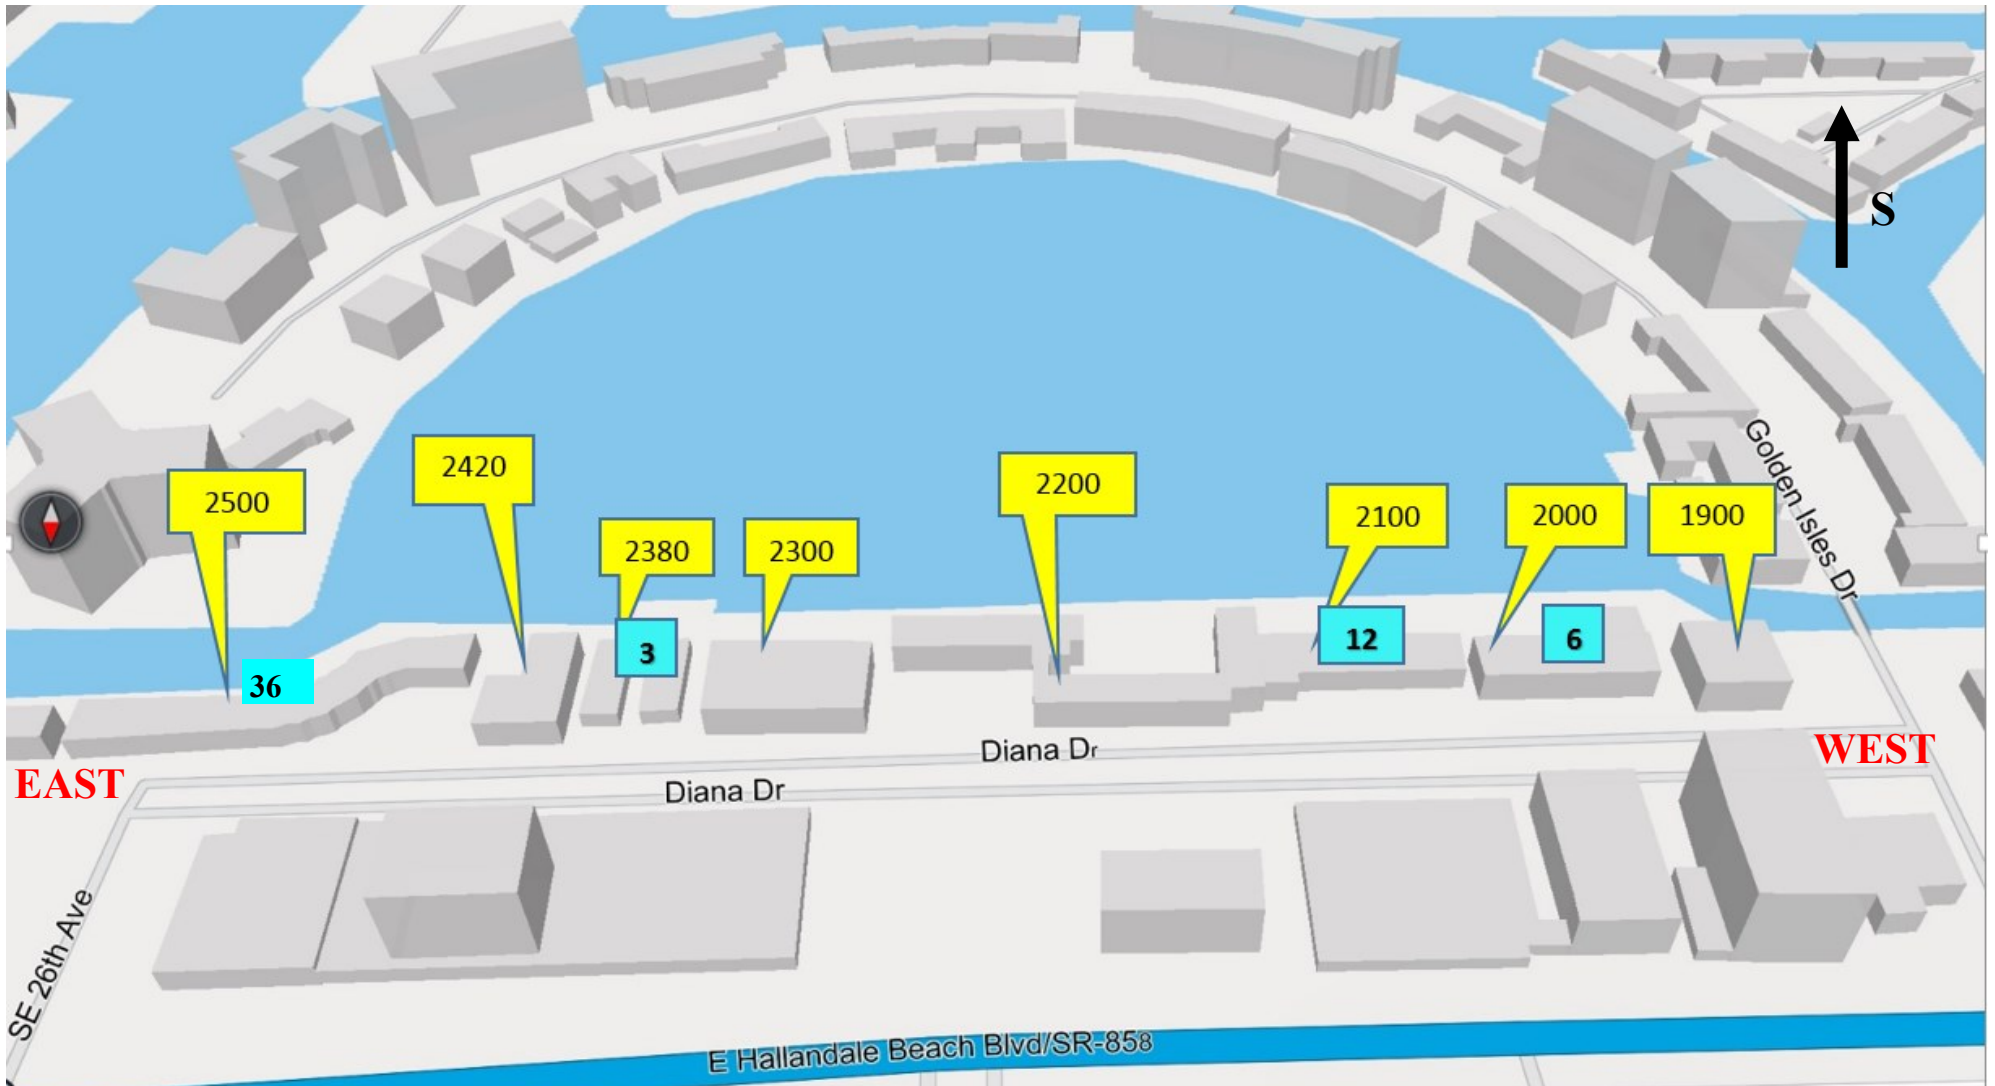 S
2420
2200
2500
2100
2000
1900
2380
2300
Golden Isles Dr
3
12
6
36
Diana Dr
WEST
EAST
Diana Dr
SE 26th Ave
E Hallandale Beach Blvd/SR-858